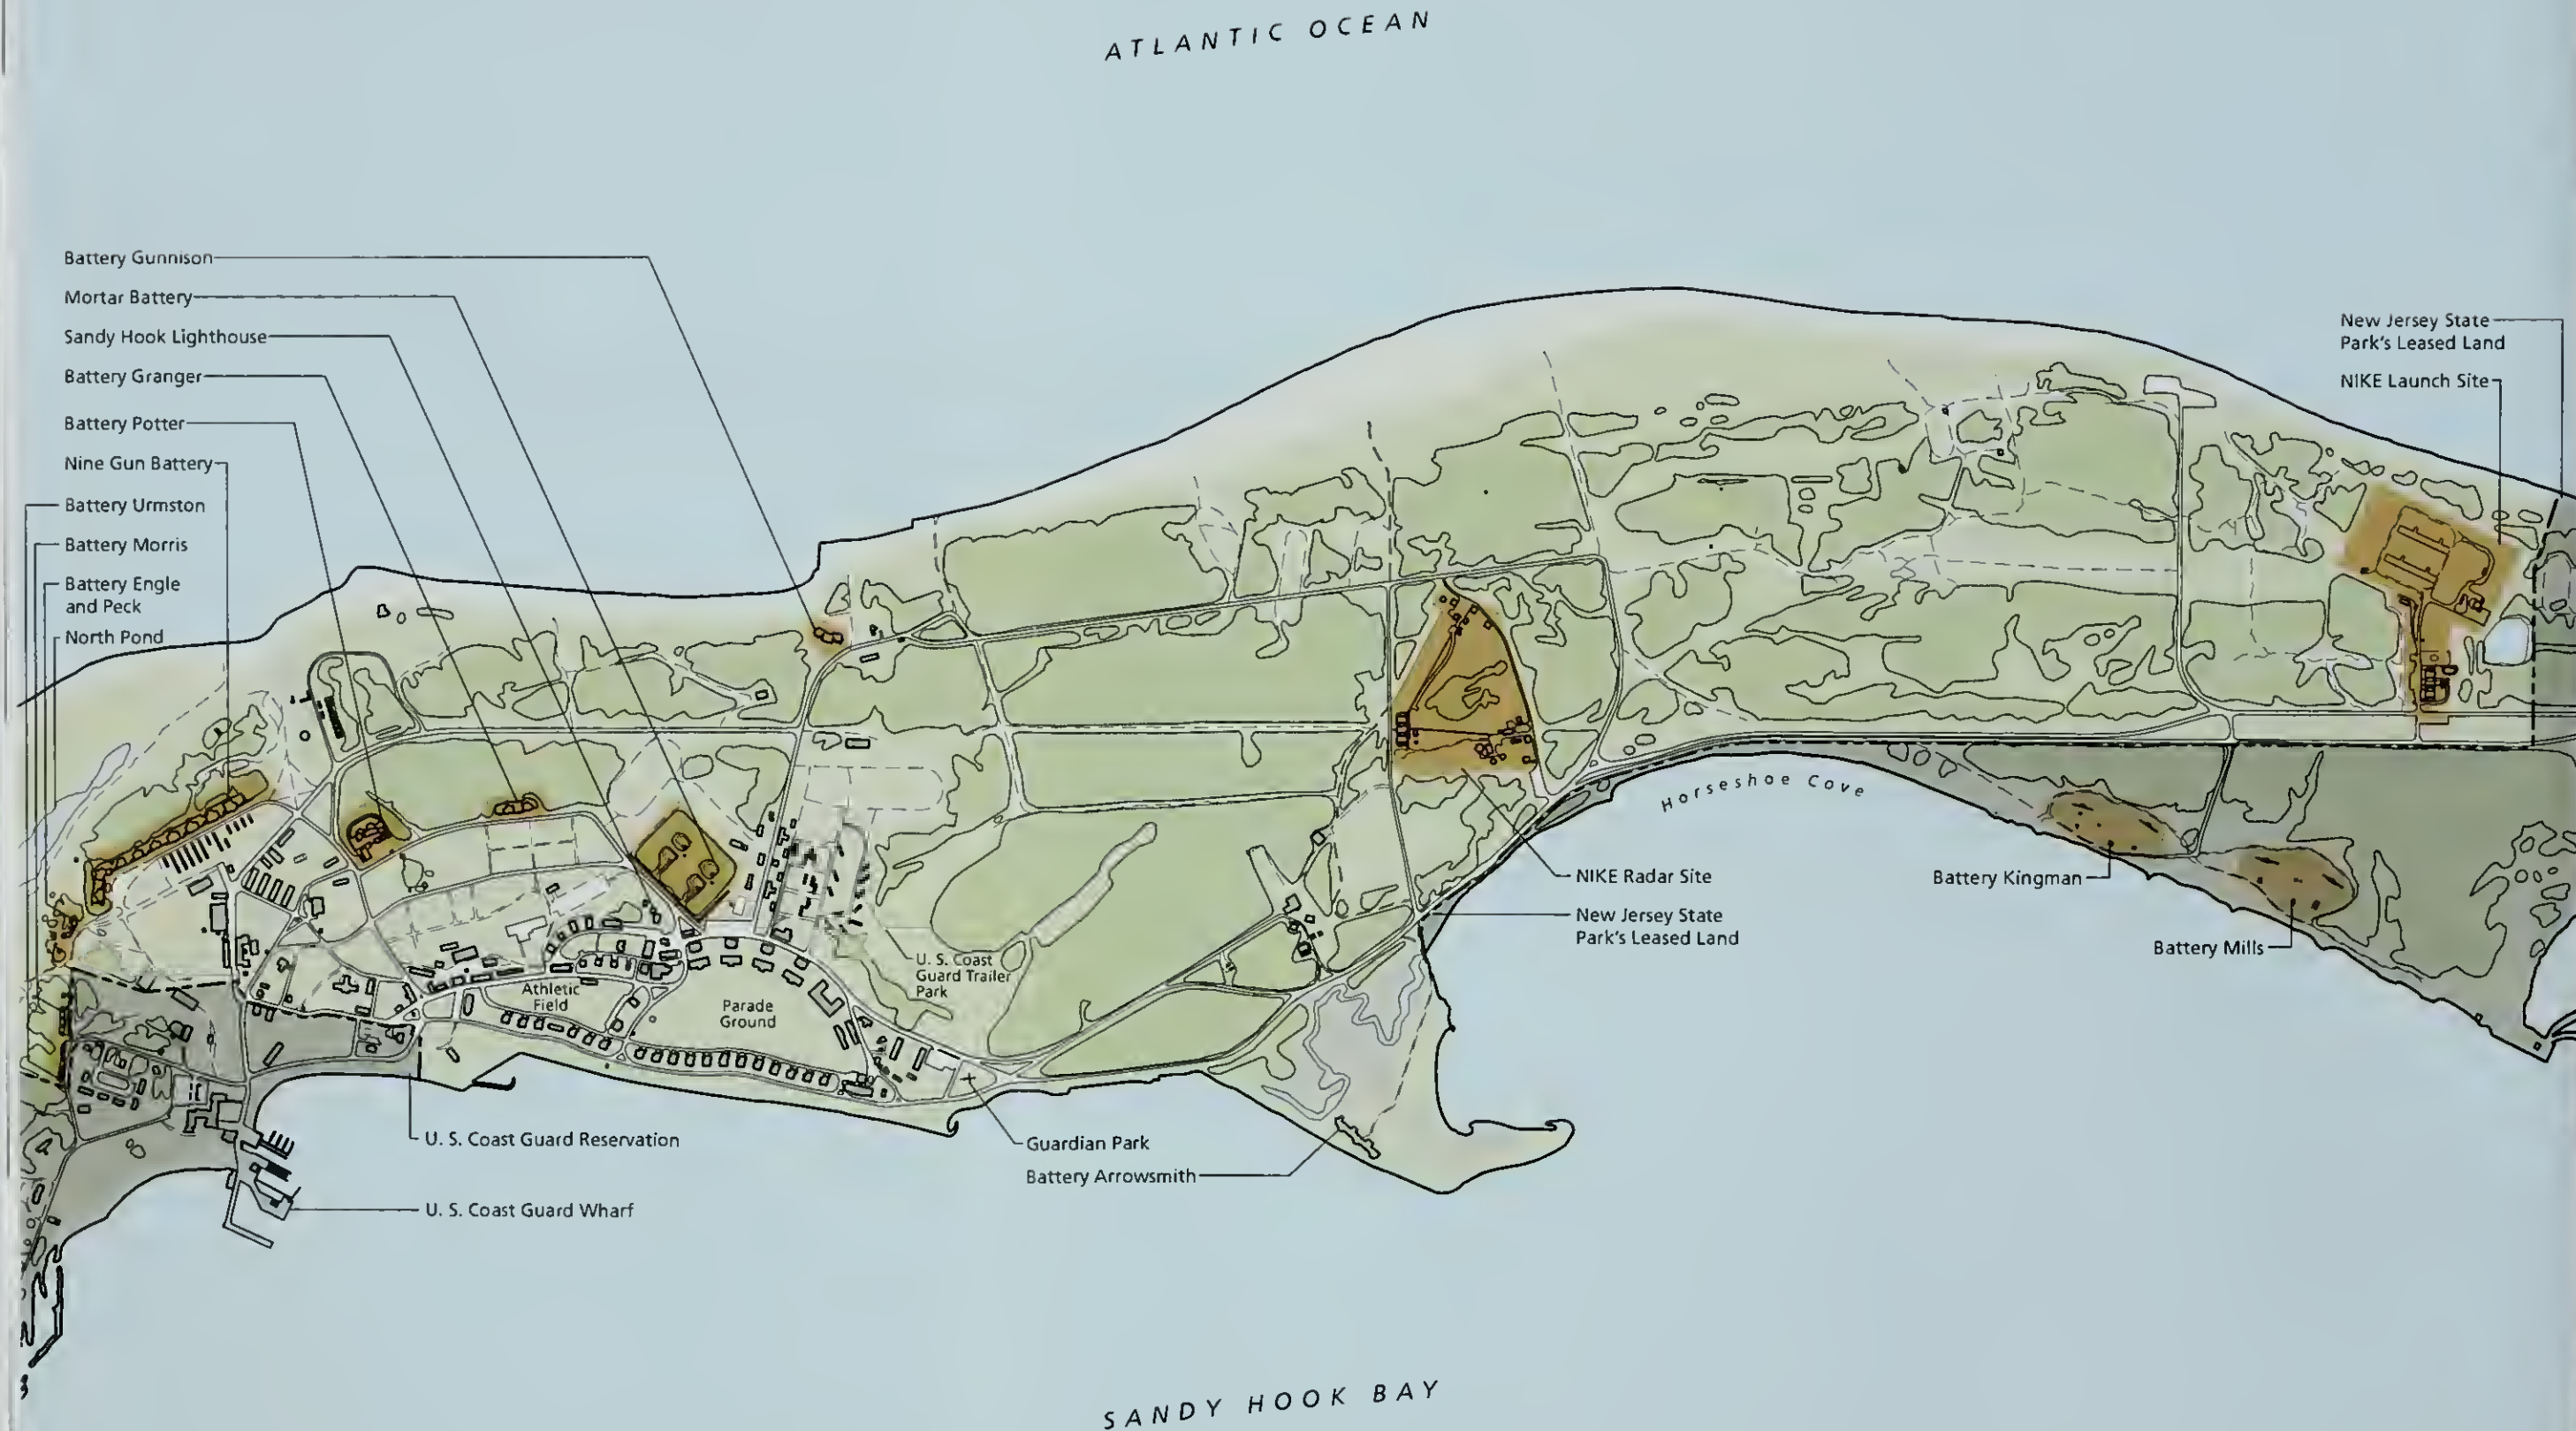 ATLANTIC OCEAN
Battery Gunnison
Mortar Battery
Sandy Hook Lighthouse
Battery Granger
Battery Potter
Nine Gun Battery
Battery Urmston
Battery Morris
Battery Engle
and Peck
North Pond
New Jersey State
Park's Leased Land
NIKE Launch Site
Horseshoe Cove
NIKE Radar Site
New Jersey State
Park's Leased Land
Battery Kingman
Battery Mills
U. S. Coast
Guard Trailer
Park
Athletic
Field
Parade
Ground
U. S. Coast Guard Reservation
Guardian Park
Battery Arrowsmith
U. S. Coast Guard Wharf
SANDY HOOK BAY